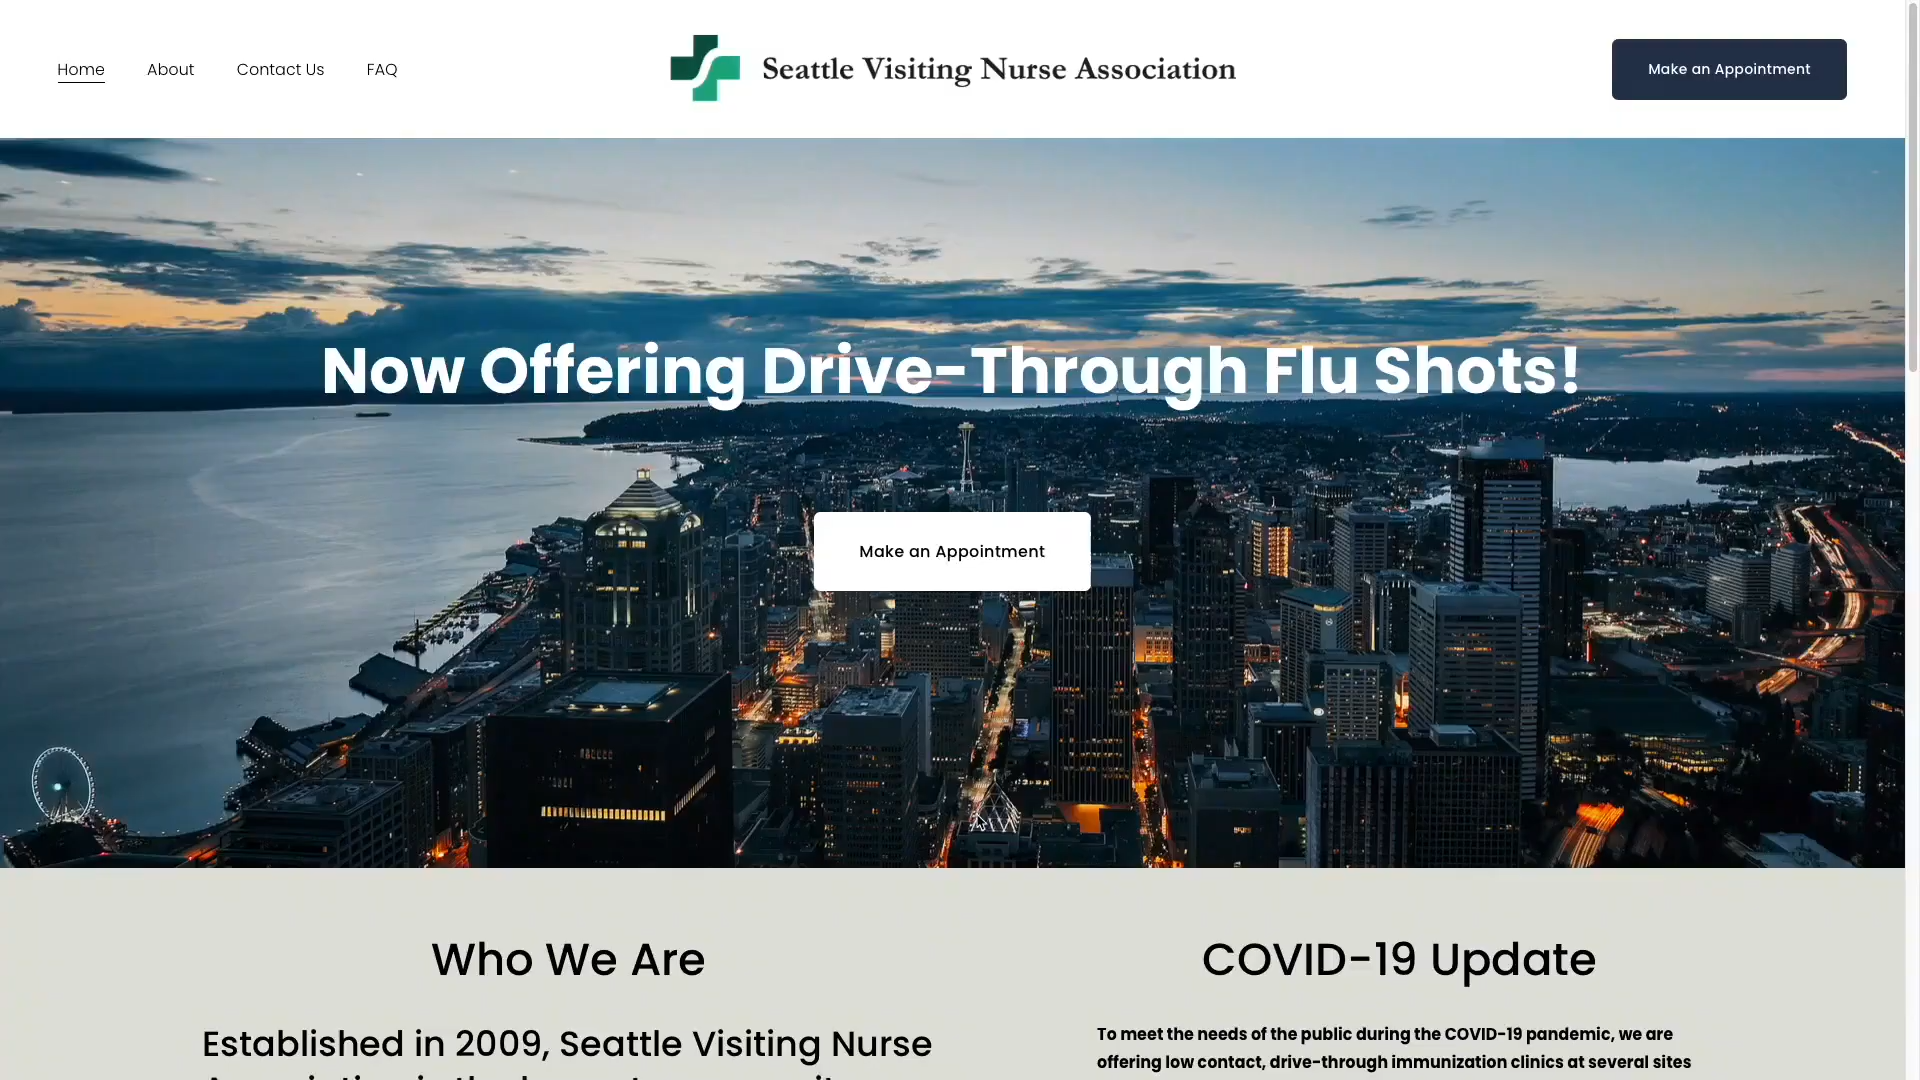 Home About Contact Us FAQ
Seattle Visiting Nurse Association
Make an Appointment
Now Offering Drive-Through Flu Shots!
Make an Appointment
Who We Are
Established in 2009, Seattle Visiting Nurse
COVID-19 Update
To meet the needs of the public during the COVID-19 pandemic, we are
offering low contact, drive-through immunization clinics at several sites